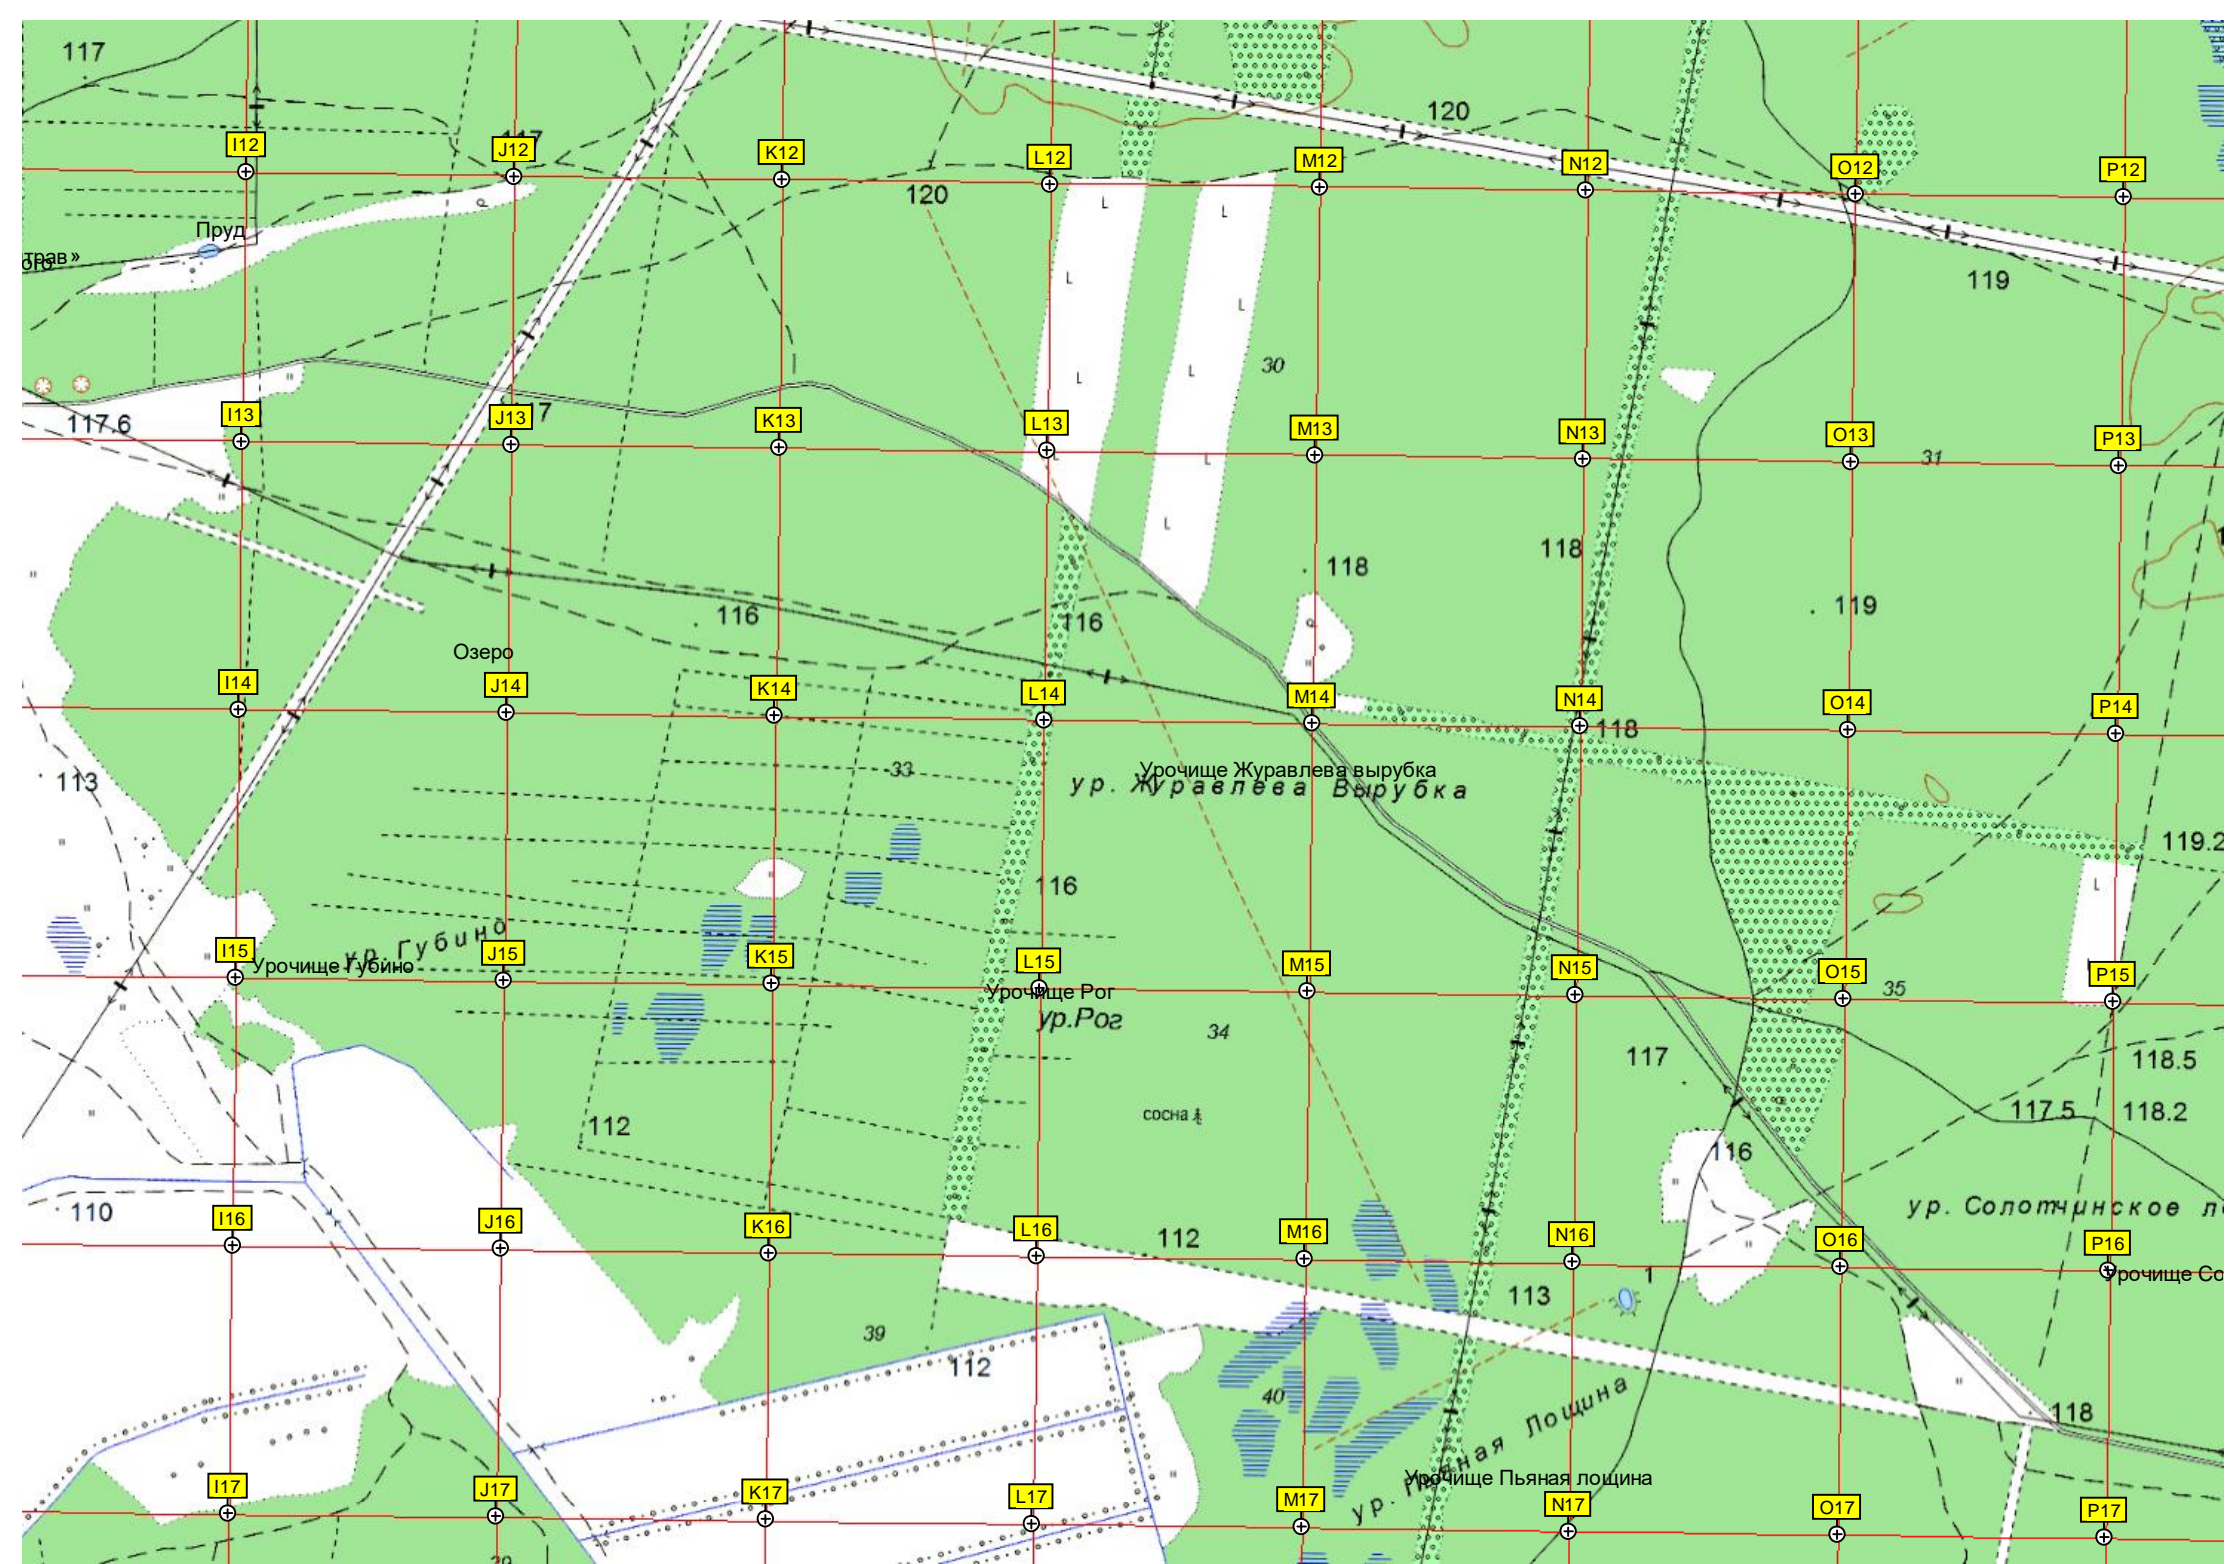 117
120
I12
J12
K12
L12
M12
N12
O12
P12
120
Пруд
трав»
119
30
117.6
I13
J13
K13
L13
M13
N13
O13
P13
31
118
118
116
116
119
Озеро
I14
J14
K14
L14
M14
N14
O14
P14
118
113
33
Урочище Журавлева вырубка
ур. Журавлева Вырубка
119.2
116
ур. Губино
I15
J15
K15
L15
M15
N15
O15
P15
Урочище Губино
Урочище Рог
ур.Рог
34
35
117
118.5
112
сосна
117.5
118.2
116
110
ур. Солотчинское
I16
J16
K16
L16
M16
N16
O16
P16
112
1
113
Урочище Со
39
112
40
118
ур. Пьяная Лощина
Урочище Пьяная лощина
I17
J17
K17
L17
M17
N17
O17
P17